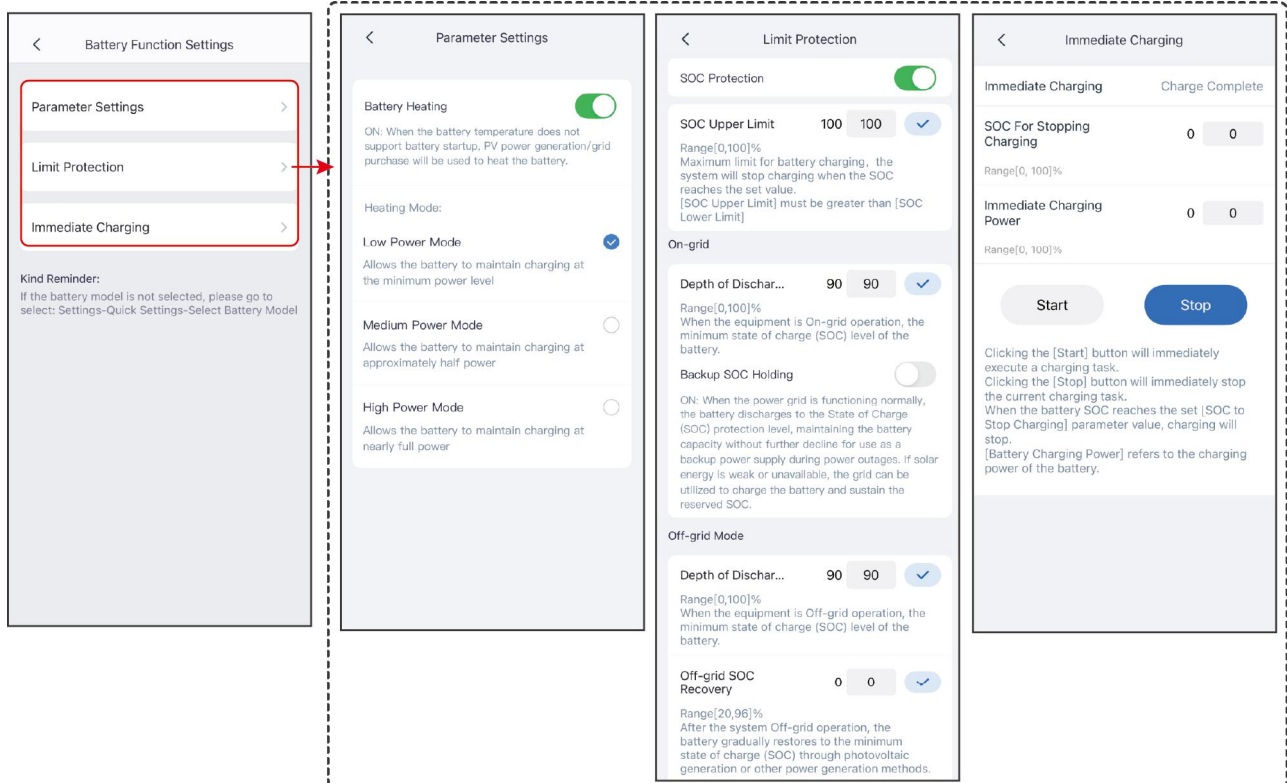 Battery Function Settings
Parameter Settings
Limit Protection
Immediate Charging
Kind Reminder:
If the battery model is not selected, please go to
select: Settings-Quick Settings-Select Battery Model
Parameter Settings
Battery Heating
ON: When the battery temperature does not
support battery startup, PV power generation/grid
purchase will be used to heat the battery.
Heating Mode:
Low Power Mode
Allows the battery to maintain charging at
the minimum power level
Medium Power Mode
Allows the battery to maintain charging at
approximately half power
High Power Mode
Allows the battery to maintain charging at
nearly full power
Limit Protection
SOC Protection
SOC Upper Limit 100 100
Range[0,100]%
Maximum limit for battery charging, the
system will stop charging when the SOC
reaches the set value.
[SOC Upper Limit] must be greater than [SOC
Lower Limit]
On-grid
Depth of Dischar... 90 90
Range[0,100]%
When the equipment is On-grid operation, the
minimum state of charge (SOC) level of the
battery.
Backup SOC Holding
ON: When the power grid is functioning normally,
the battery discharges to the State of Charge
(SOC) protection level, maintaining the battery
capacity without further decline for use as a
backup power supply during power outages. If solar
energy is weak or unavailable, the grid can be
utilized to charge the battery and sustain the
reserved SOC.
Off-grid Mode
Depth of Dischar... 90 90
Range[0,100]%
When the equipment is Off-grid operation, the
minimum state of charge (SOC) level of the
battery.
Off-grid SOC
Recovery 0 0
Range[20,96]%
After the system Off-grid operation, the
battery gradually restores to the minimum
state of charge (SOC) through photovoltaic
generation or other power generation methods.
Immediate Charging
Immediate Charging Charge Complete
SOC For Stopping
Charging 0 0
Range[0, 100]%
Immediate Charging
Power 0 0
Range[0, 100]%
Start Stop
Clicking the [Start] button will immediately
execute a charging task.
Clicking the [Stop] button will immediately stop
the current charging task.
When the battery SOC reaches the set [SOC to
Stop Charging] parameter value, charging will
stop.
[Battery Charging Power] refers to the charging
power of the battery.